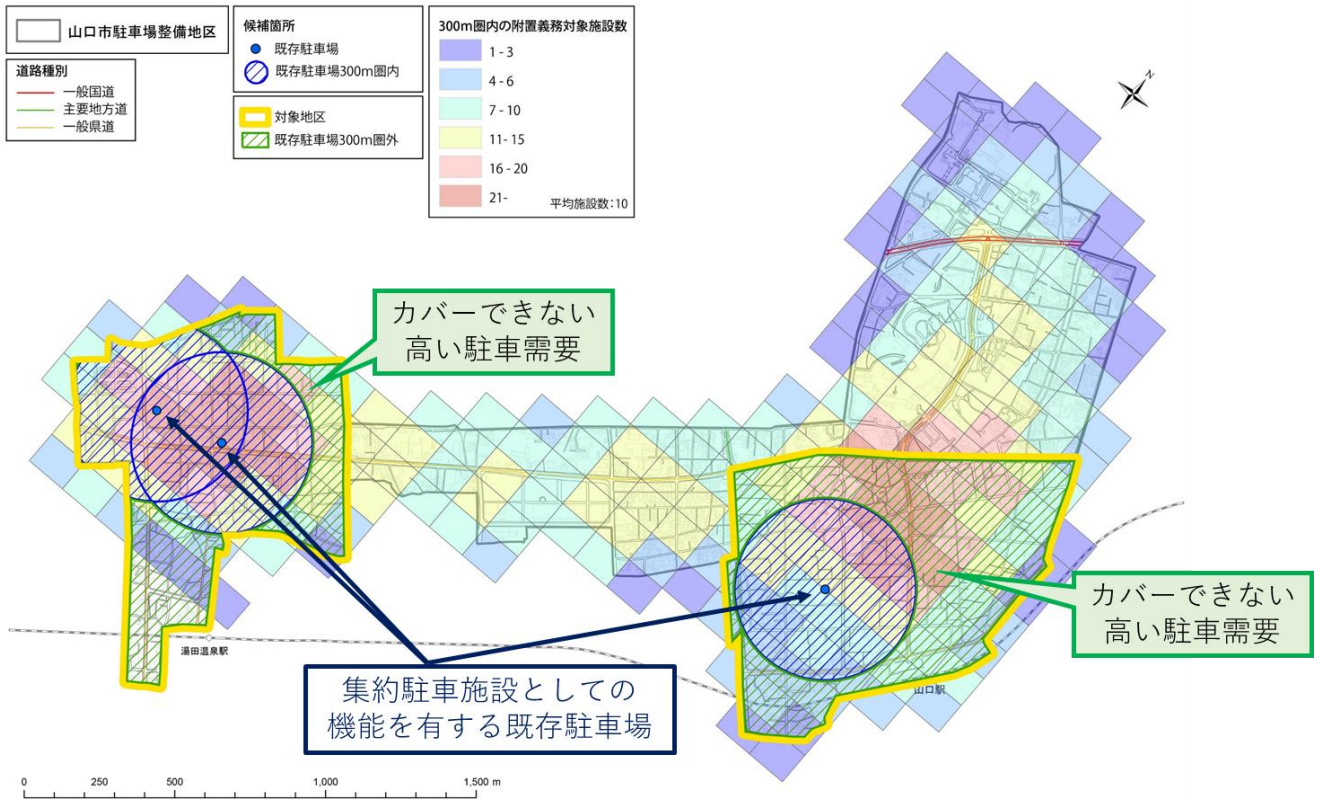 山口市駐車場整備地区
道路種別
一般国道
主要地方道
一般県道
候補箇所
既存駐車場
既存駐車場300m圏内
対象地区
既存駐車場300m圏外
300m圏内の附置義務対象施設数
1 - 3
4 - 6
7 - 10
11 - 15
16 - 20
21-
平均施設数:10
N
カバーできない
高い駐車需要
カバーできない
高い駐車需要
湯田温泉駅
山口駅
集約駐車施設としての
機能を有する既存駐車場
0 250 500 1,000 1,500 m